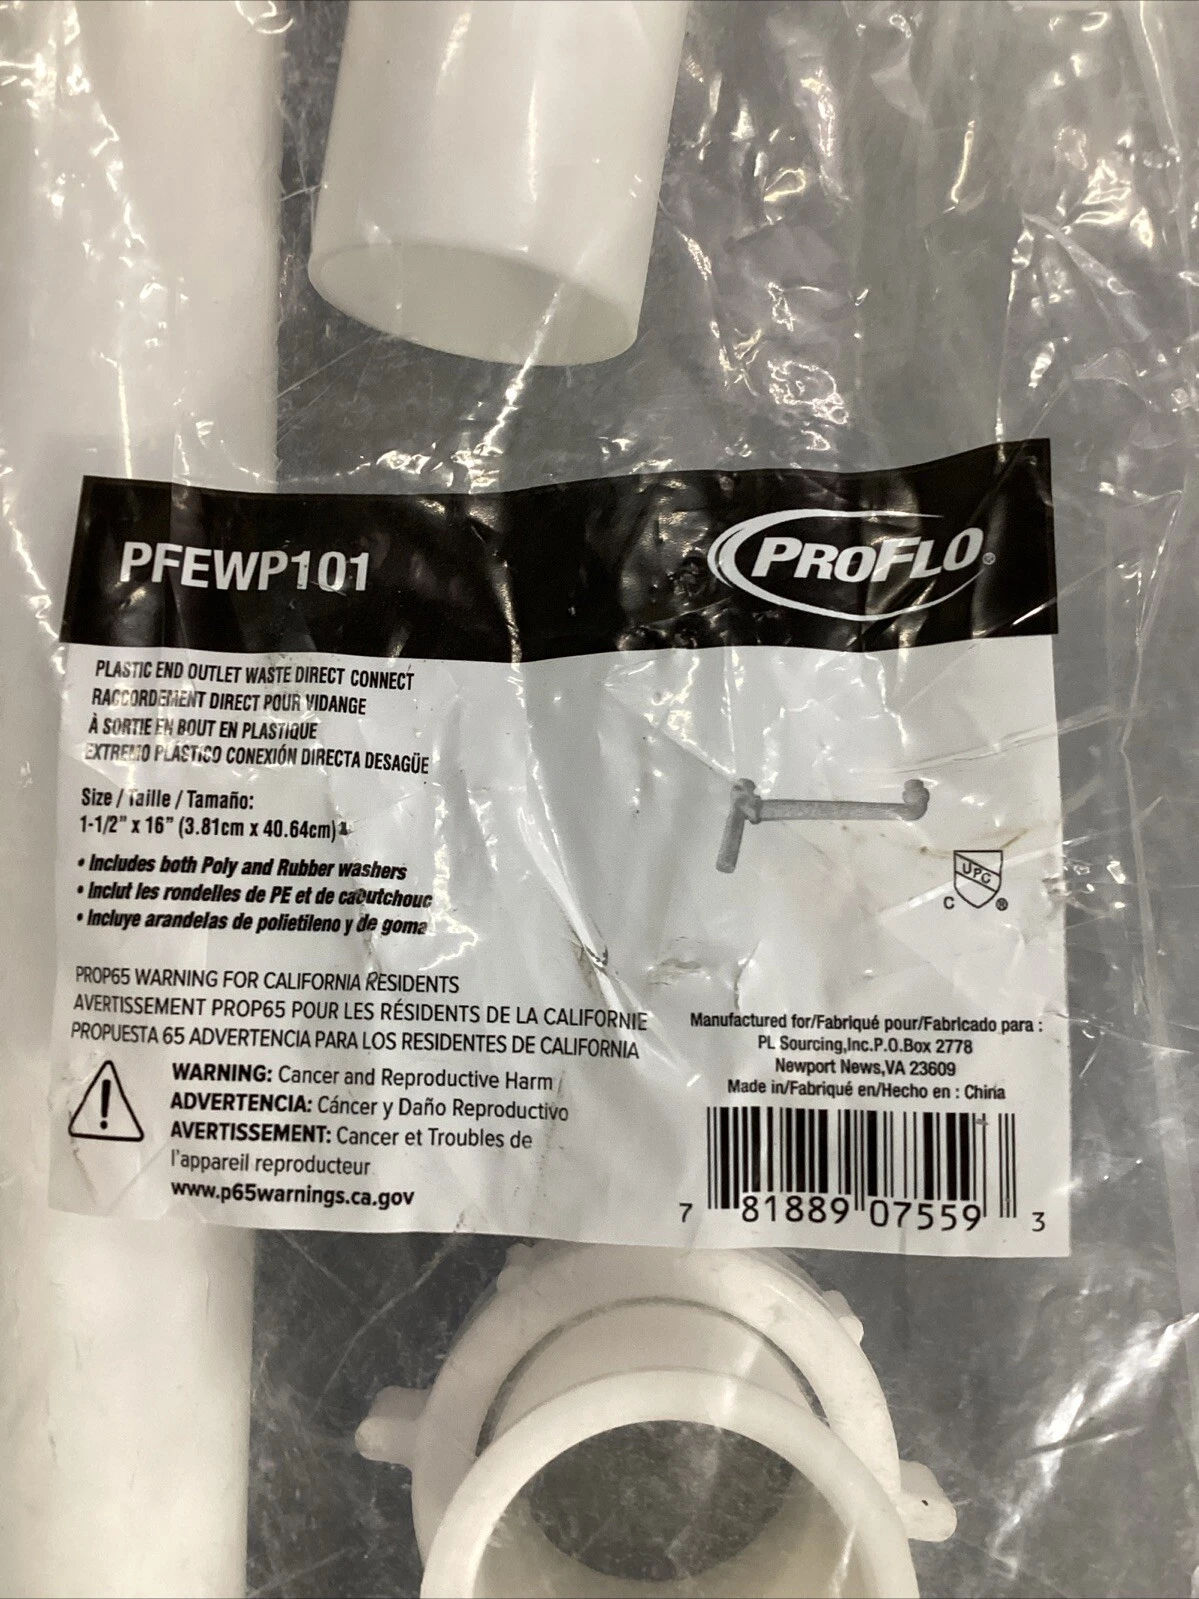 PFEWP101
PROFLO®
PLASTIC END OUTLET WASTE DIRECT CONNECT
RACCORDEMENT DIRECT POUR VIDANGE
À SORTIE EN BOUT EN PLASTIQUE
EXTREMO PLÁSTICO CONEXIÓN DIRECTA DESAGÜE
Size / Taille / Tamaño:
1-1/2" x 16" (3.81cm x 40.64cm)
• Includes both Poly and Rubber washers
• Inclut les rondelles de PE et de caoutchouc
• Incluye arandelas de polietileno y de goma
UPC
C ®
PROP65 WARNING FOR CALIFORNIA RESIDENTS
AVERTISSEMENT PROP65 POUR LES RÉSIDENTS DE LA CALIFORNIE
PROPUESTA 65 ADVERTENCIA PARA LOS RESIDENTES DE CALIFORNIA
! WARNING: Cancer and Reproductive Harm
ADVERTENCIA: Cáncer y Daño Reproductivo
AVERTISSEMENT: Cancer et Troubles de
l'appareil reproducteur
www.p65warnings.ca.gov
Manufactured for/Fabriqué pour/Fabricado para :
PL Sourcing,Inc.P.O.Box 2778
Newport News,VA 23609
Made in/Fabriqué en/Hecho en : China
7 81889 07559 3